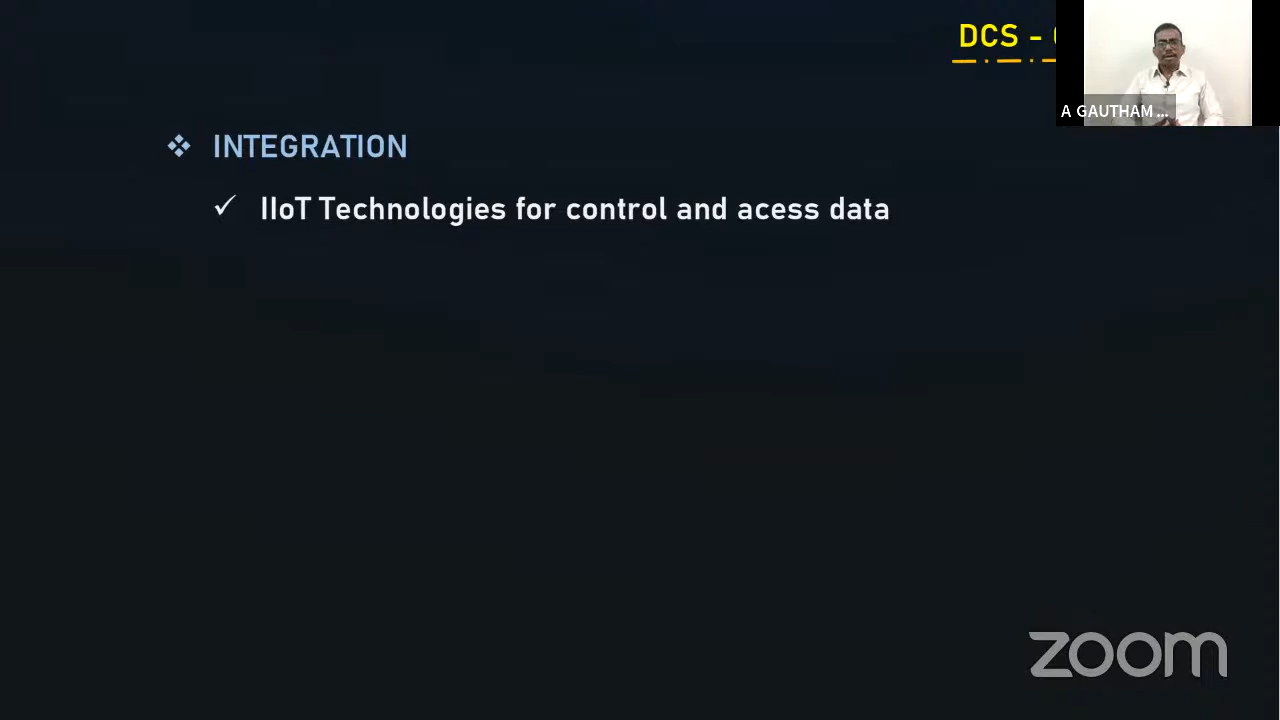 DCS -
A GAUTHAM ...
INTEGRATION
IIoT Technologies for control and acess data
zoom